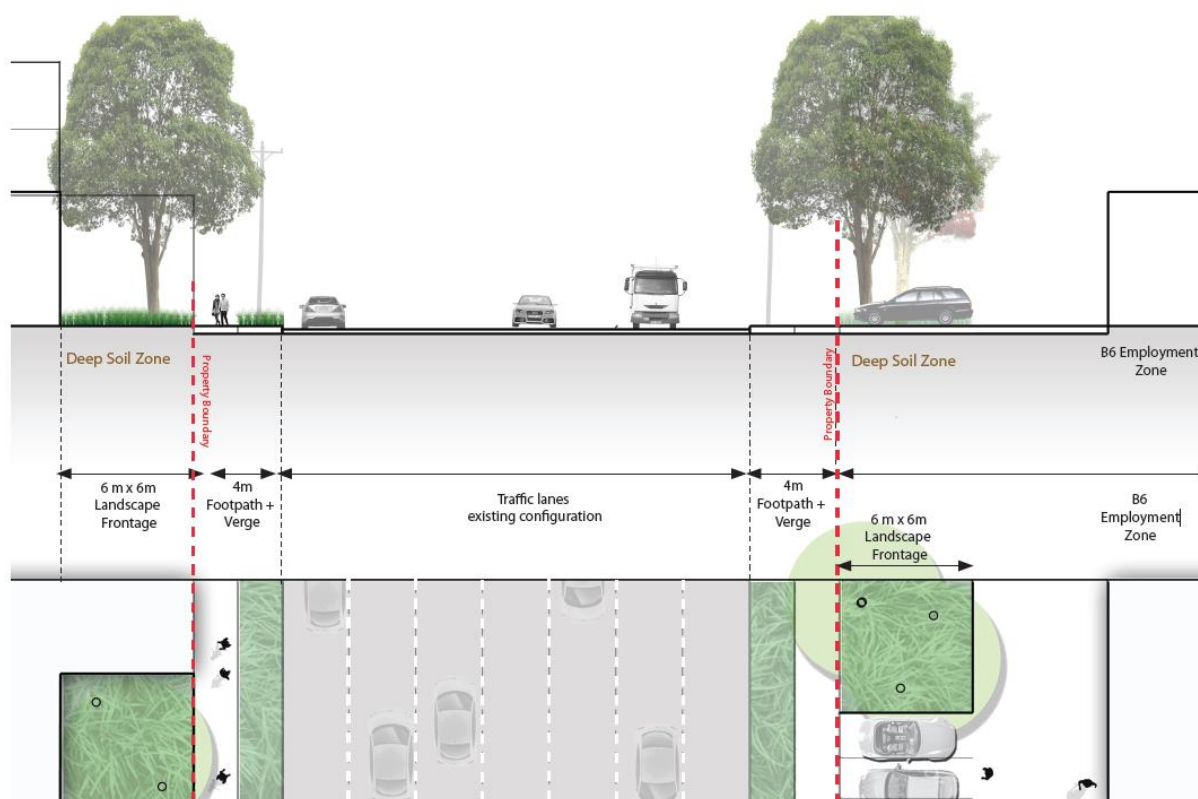 Deep Soil Zone
Property Boundary
Property Boundary
Deep Soil Zone
B6 Employment
Zone
6 m x 6m
Landscape
Frontage
4m
Footpath +
Verge
Traffic lanes
existing configuration
4m
Footpath +
Verge
B6
Employment
Zone
6 m x 6m
Landscape
Frontage